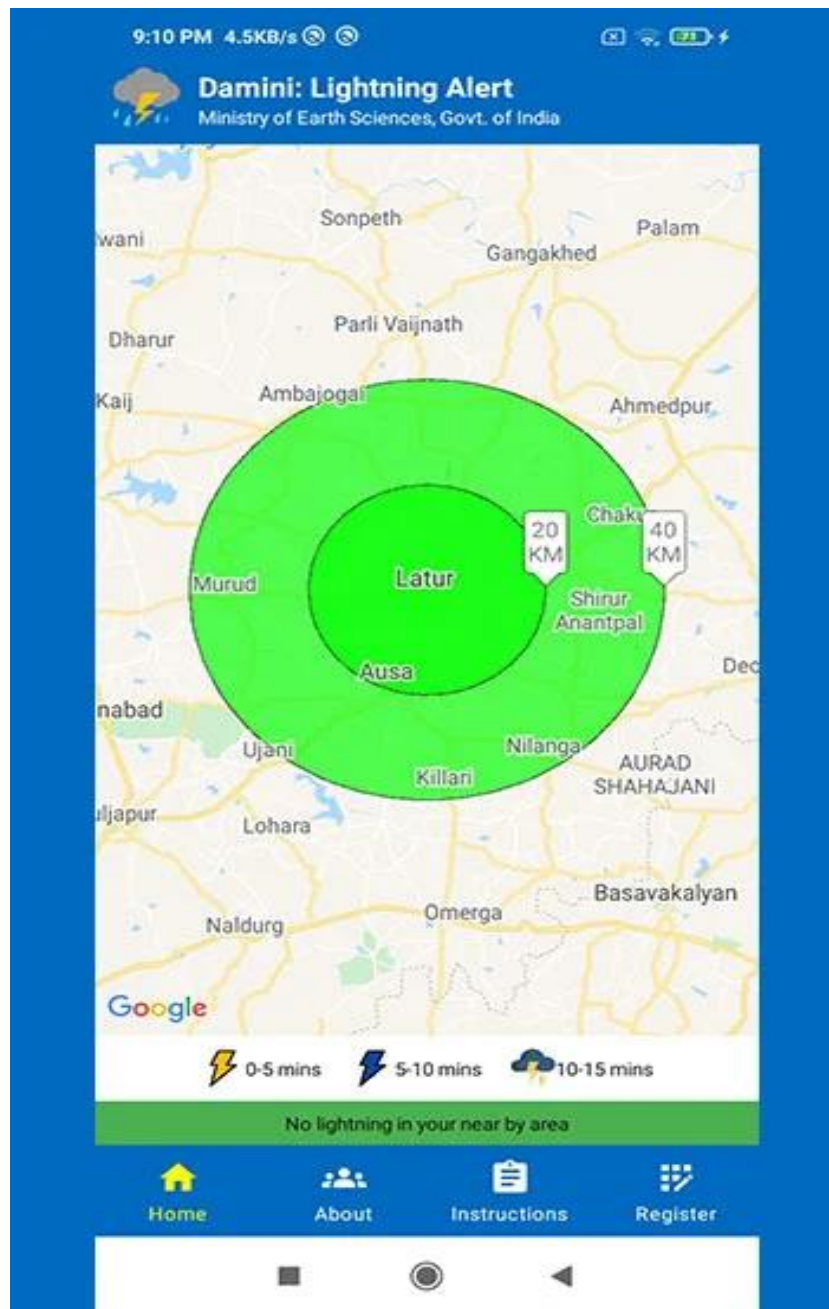 9:10 PM 4.5KB/s
71
Damini: Lightning Alert
Ministry of Earth Sciences, Govt. of India
Sonpeth
wani
Palam
Gangakhed
Parli Vaijnath
Dharur
Ambajogai
Kaij
Ahmedpur
Chaku
20
KM
40
KM
Latur
Murud
Shirur
Anantpal
Ausa
Dec
nabad
Nilanga
Ujani
AURAD
SHAHAJANI
Killari
uljapur
Lohara
Basavakalyan
Omerga
Naldurg
Google
0-5 mins 5-10 mins 10-15 mins
No lightning in your near by area
Home About Instructions Register